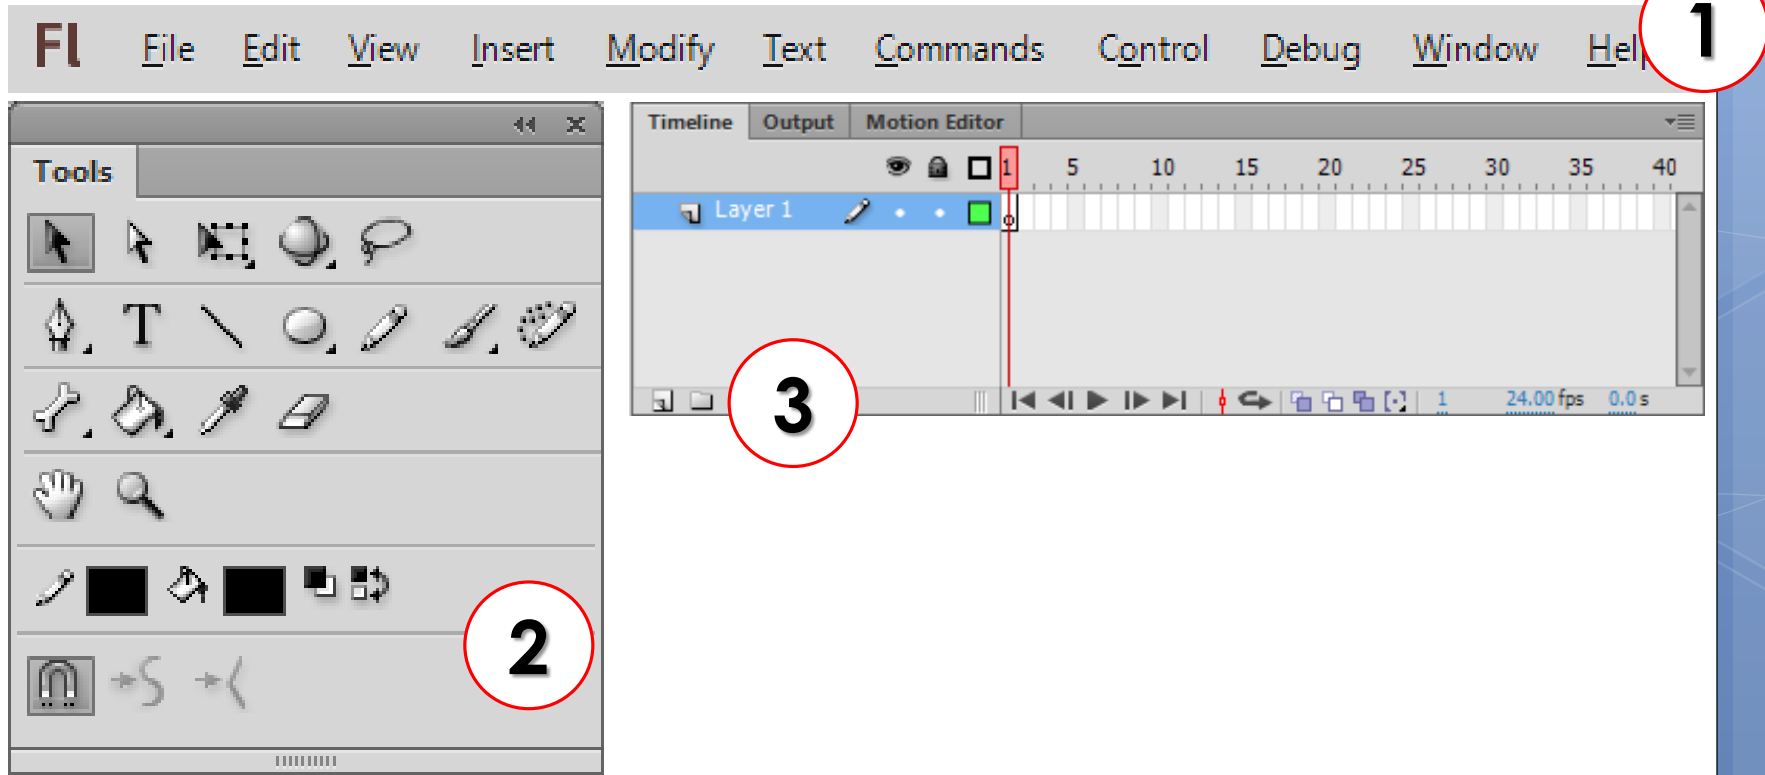 Fl File Edit View Insert Modify Text Commands Control Debug Window Help
1
Tools
T
2
Timeline Output Motion Editor
1 5 10 15 20 25 30 35 40
Layer 1
1 24.00 fps 0.0 s
3